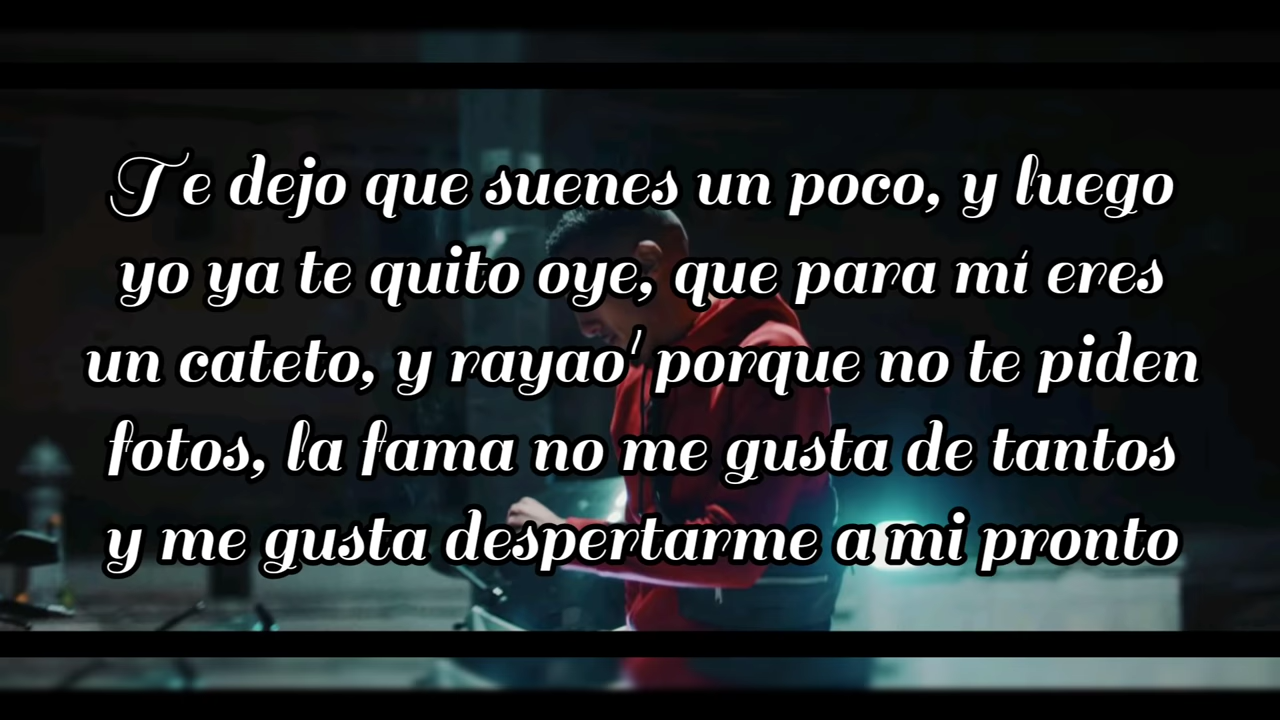 Te dejo que suenes un poco, y luego
yo ya te quito oye, que para mí eres
un cateto, y rayao' porque no te piden
fotos, la fama no me gusta de tantos
y me gusta despertarme a mi pronto